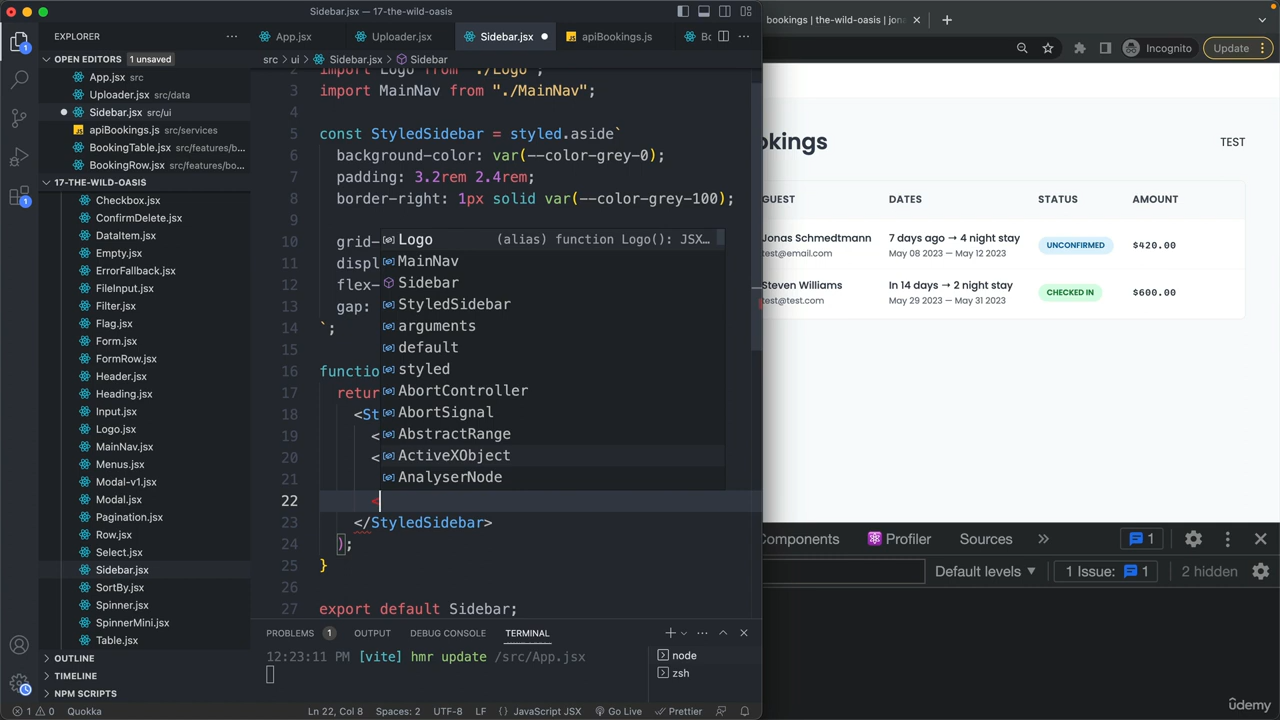 Sidebar.jsx — 17-the-wild-oasis
EXPLORER
App.jsx
Uploader.jsx
Sidebar.jsx
apiBookings.js
OPEN EDITORS 1 unsaved
App.jsx src
Uploader.jsx src/data
Sidebar.jsx src/ui
apiBookings.js src/services
BookingTable.jsx src/features/b...
BookingRow.jsx src/features/bo...
17-THE-WILD-OASIS
Checkbox.jsx
ConfirmDelete.jsx
DataItem.jsx
Empty.jsx
ErrorFallback.jsx
FileInput.jsx
Filter.jsx
Flag.jsx
Form.jsx
FormRow.jsx
Header.jsx
Heading.jsx
Input.jsx
Logo.jsx
MainNav.jsx
Menus.jsx
Modal-v1.jsx
Modal.jsx
Pagination.jsx
Row.jsx
Select.jsx
Sidebar.jsx
SortBy.jsx
Spinner.jsx
SpinnerMini.jsx
Table.jsx
OUTLINE
TIMELINE
NPM SCRIPTS
src > ui > Sidebar.jsx > Sidebar
2 import Logo from "./Logo";
3 import MainNav from "./MainNav";
4
5 const StyledSidebar = styled.aside`
6 background-color: var(--color-grey-0);
7 padding: 3.2rem 2.4rem;
8 border-right: 1px solid var(--color-grey-100);
9
10 grid-
11 displ
12 flex-
13 gap:
14 `;
15
16 functio
17 retur
18 <St
19 <
20 <
21
22 <
23 </StyledSidebar>
24 );
25 }
26
27 export default Sidebar;
Logo (alias) function Logo(): JSX…
MainNav
Sidebar
StyledSidebar
arguments
default
styled
AbortController
AbortSignal
AbstractRange
ActiveXObject
AnalyserNode
PROBLEMS 1 OUTPUT DEBUG CONSOLE TERMINAL
12:23:11 PM [vite] hmr update /src/App.jsx
node
zsh
1 0 Quokka Ln 22, Col 8 Spaces: 2 UTF-8 LF {} JavaScript JSX Go Live Prettier
bookings | the-wild-oasis | jona
Incognito
Update
okings
TEST
GUEST DATES STATUS AMOUNT
Jonas Schmedtmann 7 days ago → 4 night stay UNCONFIRMED $420.00
test@email.com May 08 2023 — May 12 2023
Steven Williams In 14 days → 2 night stay CHECKED IN $600.00
test@test.com May 29 2023 — May 31 2023
Components Profiler Sources » 1
Default levels ▼ 1 Issue: 1 2 hidden
ûdemy